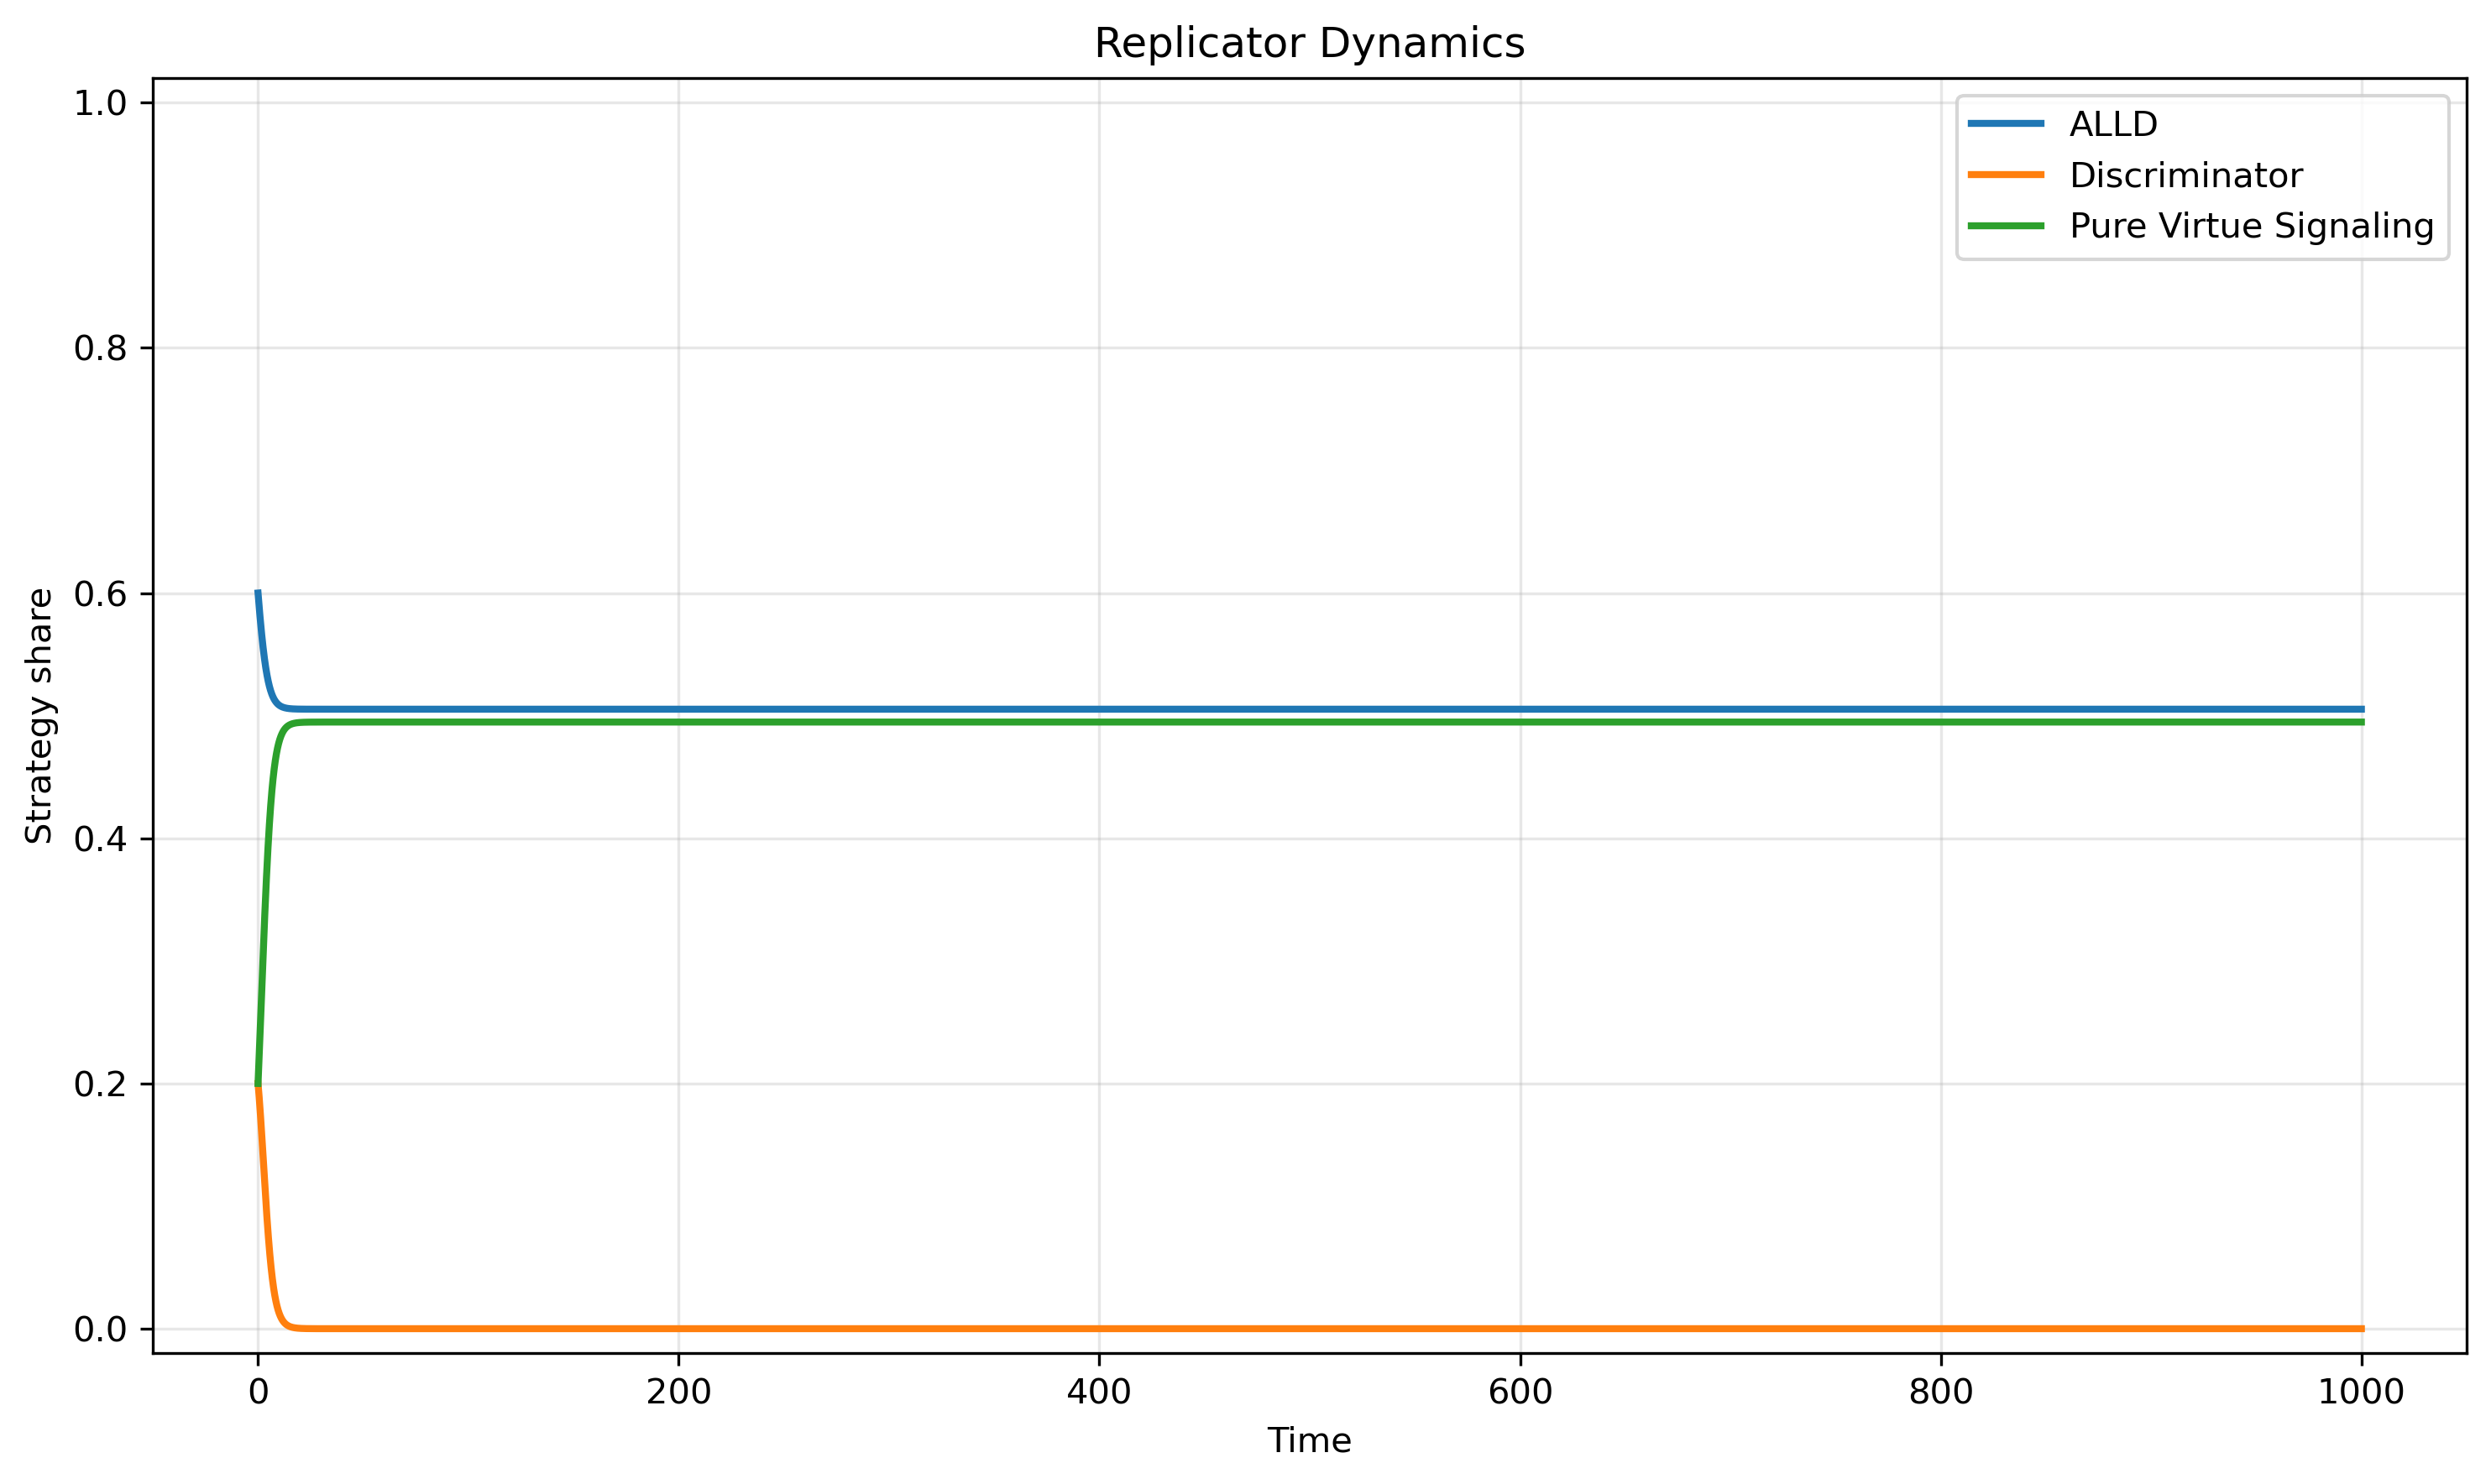 Replicator Dynamics
ALLD
Discriminator
Pure Virtue Signaling
Strategy share
1.0
0.8
0.6
0.4
0.2
0.0
0 200 400 600 800 1000
Time